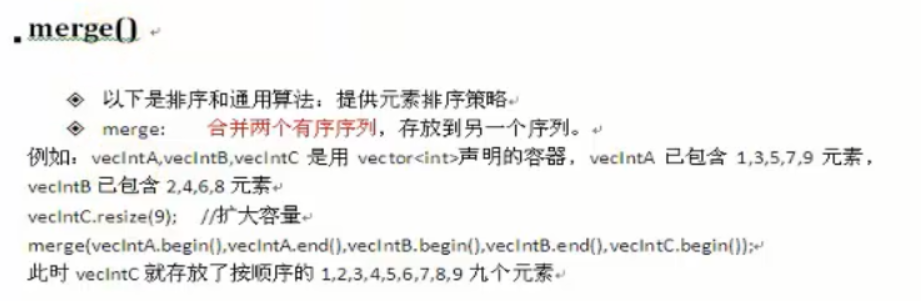 merge()
以下是排序和通用算法：提供元素排序策略
merge: 合并两个有序序列，存放到另一个序列。
例如：vecIntA,vecIntB,vecIntC 是用 vector<int>声明的容器，vecIntA 已包含 1,3,5,7,9 元素，
vecIntB 已包含 2,4,6,8 元素
vecIntC.resize(9); //扩大容量
merge(vecIntA.begin(),vecIntA.end(),vecIntB.begin(),vecIntB.end(),vecIntC.begin());
此时 vecIntC 就存放了按顺序的 1,2,3,4,5,6,7,8,9 九个元素